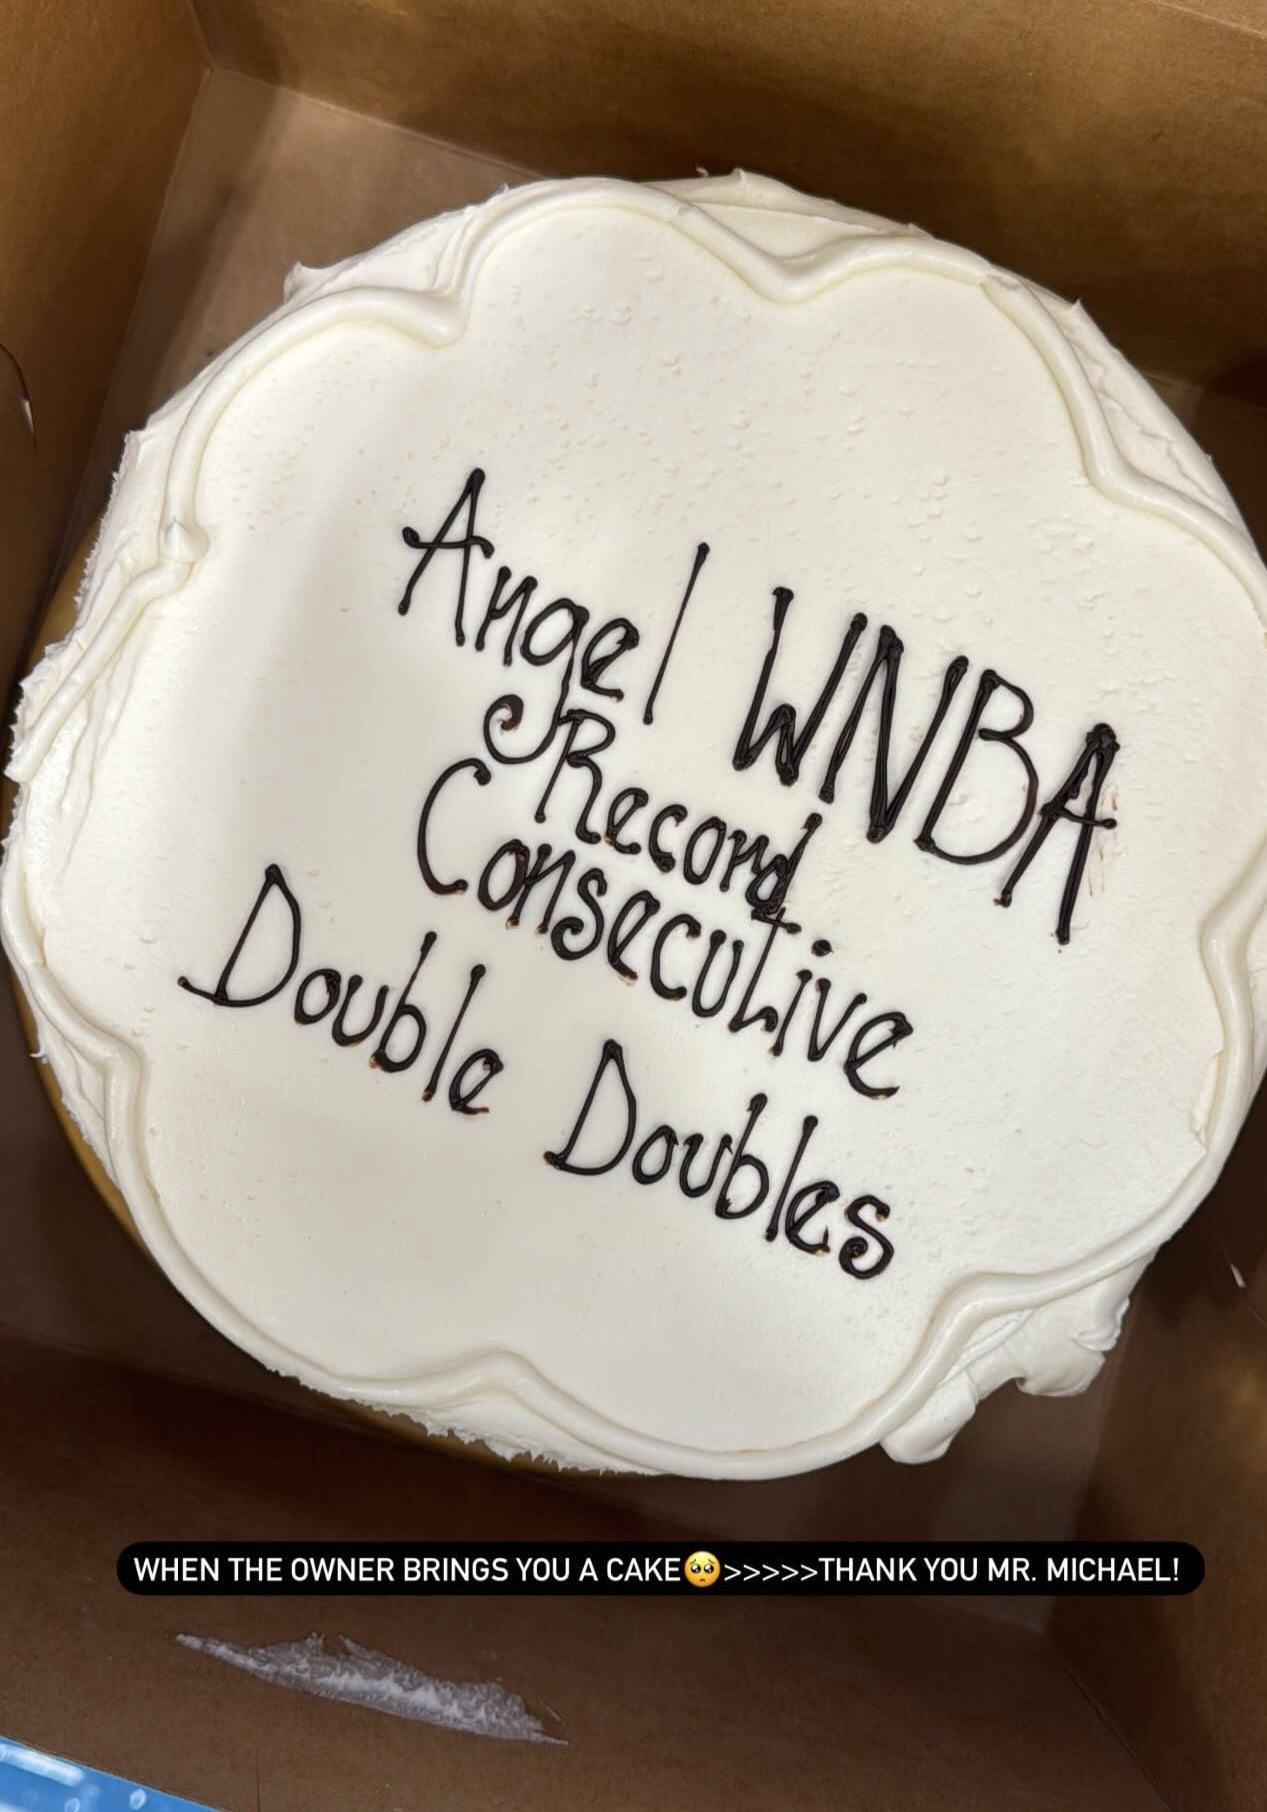 Angel WNBA
Record
Consecutive
Double Doubles
WHEN THE OWNER BRINGS YOU A CAKE🥺>>>>>THANK YOU MR. MICHAEL!